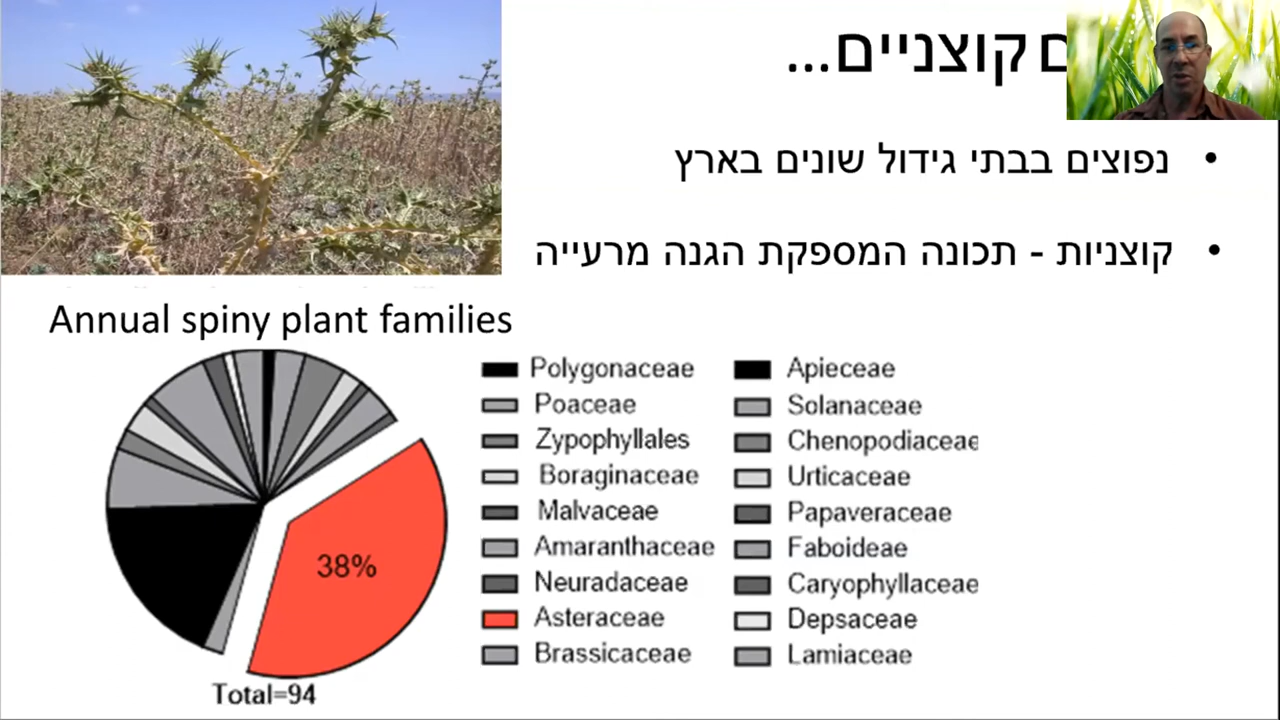 קוצניים...
נפוצים בבתי גידול שונים בארץ
קוצניות - תכונה המספקת הגנה מרעייה
Annual spiny plant families
38%
Total=94
Polygonaceae
Poaceae
Zypophyllales
Boraginaceae
Malvaceae
Amaranthaceae
Neuradaceae
Asteraceae
Brassicaceae
Apieceae
Solanaceae
Chenopodiaceae
Urticaceae
Papaveraceae
Faboideae
Caryophyllaceae
Depsaceae
Lamiaceae